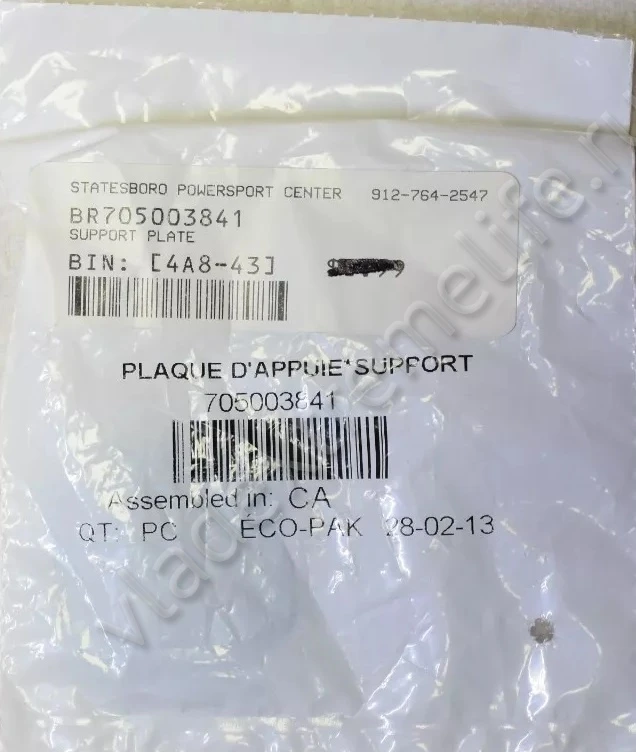 STATESBORO POWERSPORT CENTER 912-764-2547
BR705003841
SUPPORT PLATE
BIN: [4A8-43]
PLAQUE D'APPUIE*SUPPORT
705003841
Assembled in: CA
QT: PC ECO-PAK 28-02-13